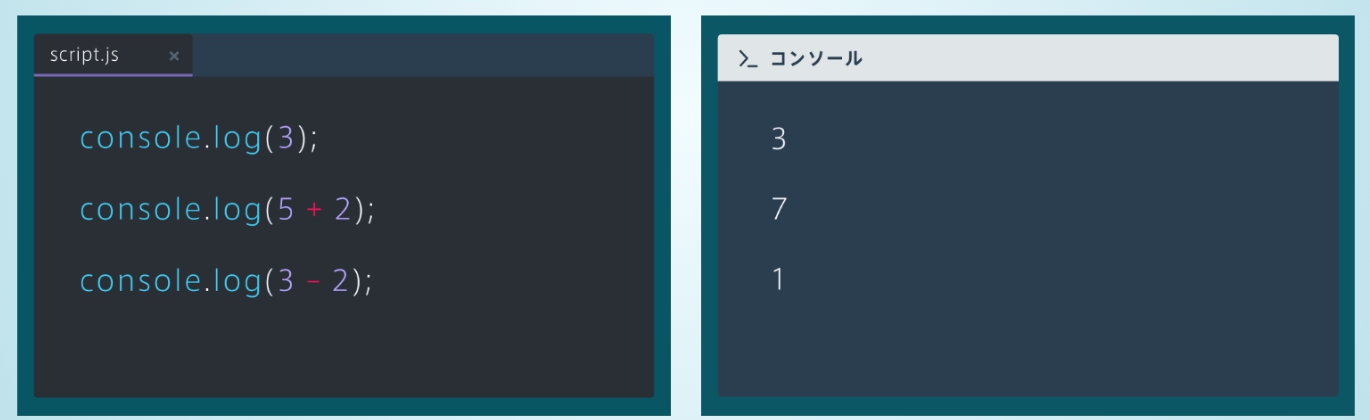 script.js ×
console.log(3);
console.log(5 + 2);
console.log(3 - 2);
>_ コンソール
3
7
1